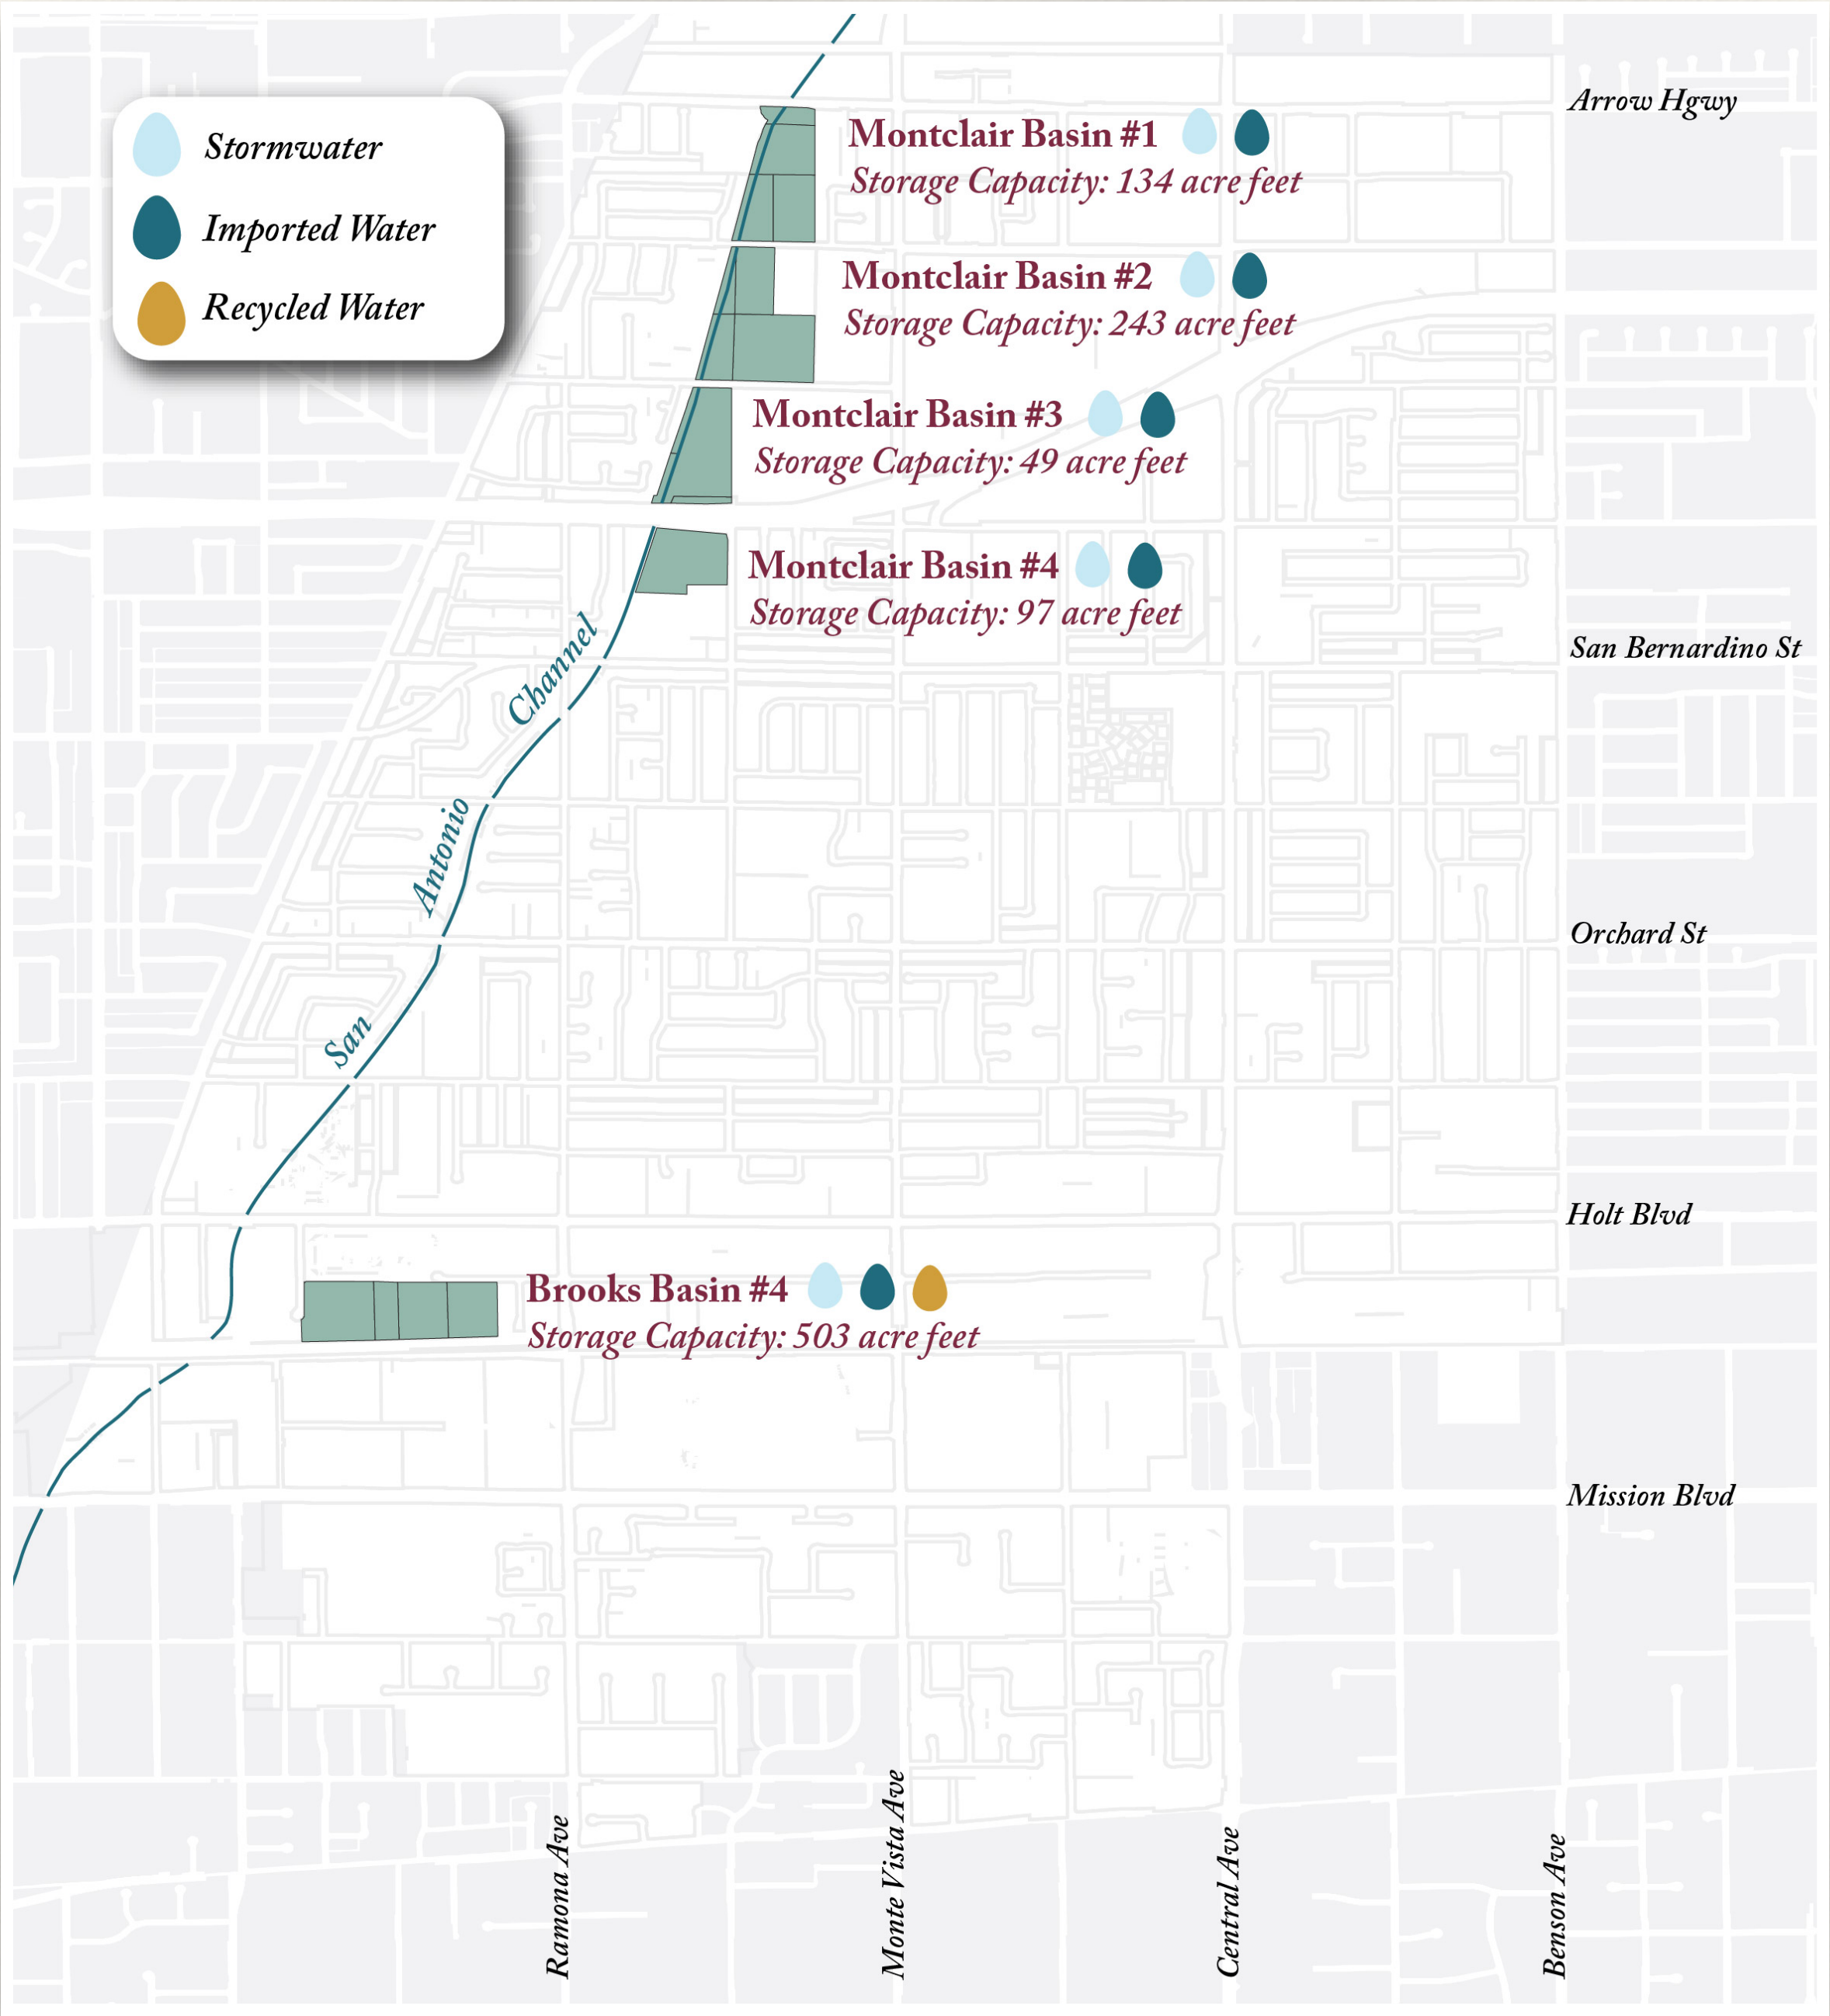 Arrow Hgwy
Stormwater
Imported Water
Recycled Water
Montclair Basin #1
Storage Capacity: 134 acre feet
Montclair Basin #2
Storage Capacity: 243 acre feet
Montclair Basin #3
Storage Capacity: 49 acre feet
Montclair Basin #4
Storage Capacity: 97 acre feet
San Bernardino St
San Antonio Channel
Orchard St
Holt Blvd
Brooks Basin #4
Storage Capacity: 503 acre feet
Mission Blvd
Ramona Ave
Monte Vista Ave
Central Ave
Benson Ave